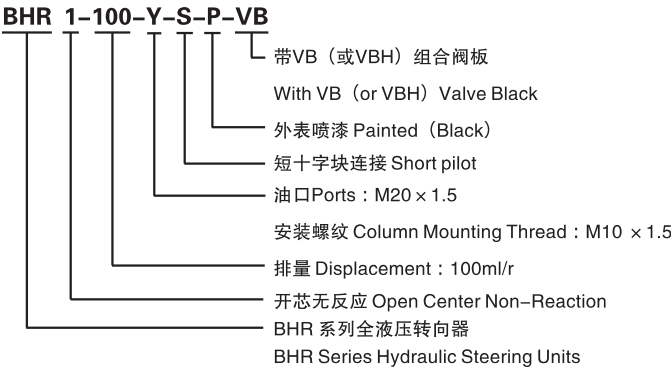 BHR 1-100-Y-S-P-VB
带VB（或VBH）组合阀板
With VB（or VBH）Valve Black
外表喷漆 Painted（Black）
短十字块连接 Short pilot
油口Ports：M20×1.5
安装螺纹 Column Mounting Thread：M10 ×1.5
排量 Displacement：100ml/r
开芯无反应 Open Center Non-Reaction
BHR 系列全液压转向器
BHR Series Hydraulic Steering Units